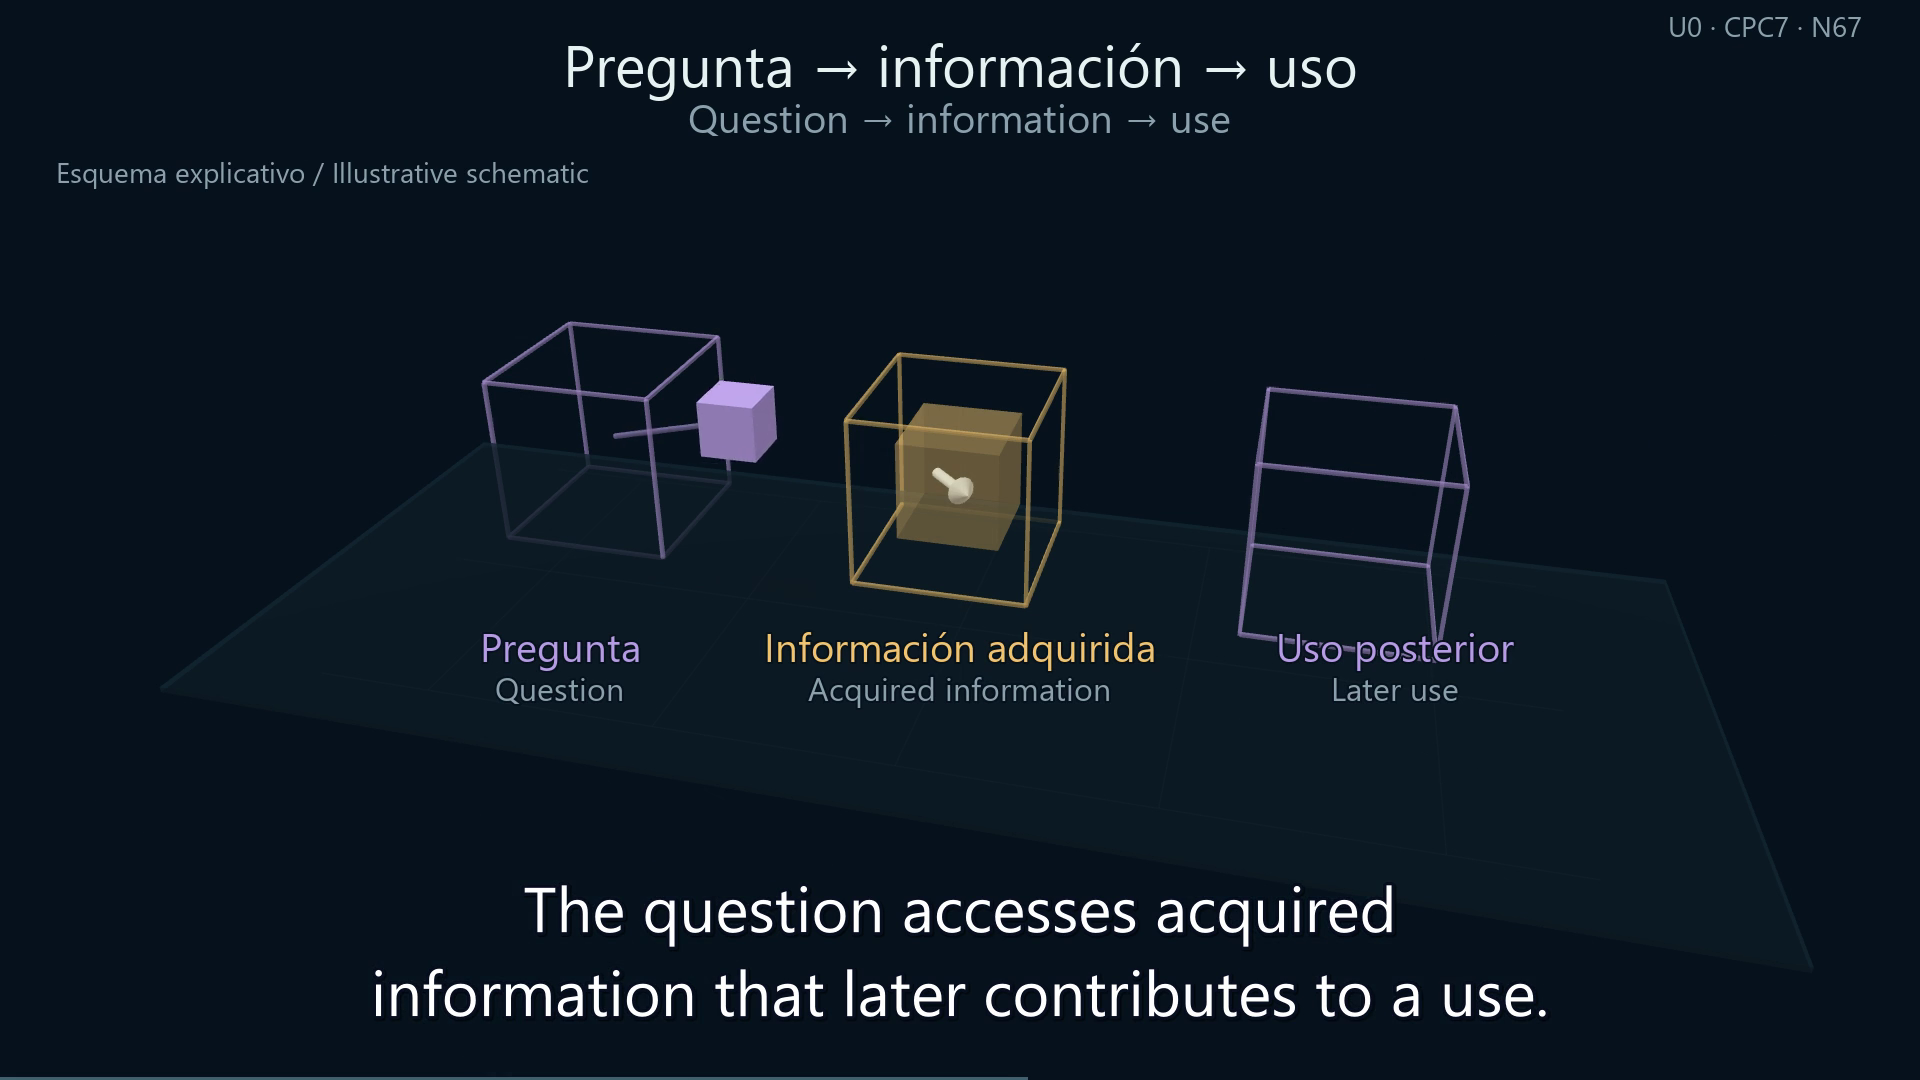 U0 · CPC7 · N67
Pregunta → información → uso
Question → information → use
Esquema explicativo / Illustrative schematic
Pregunta
Question
Información adquirida
Acquired information
Uso posterior
Later use
The question accesses acquired
information that later contributes to a use.